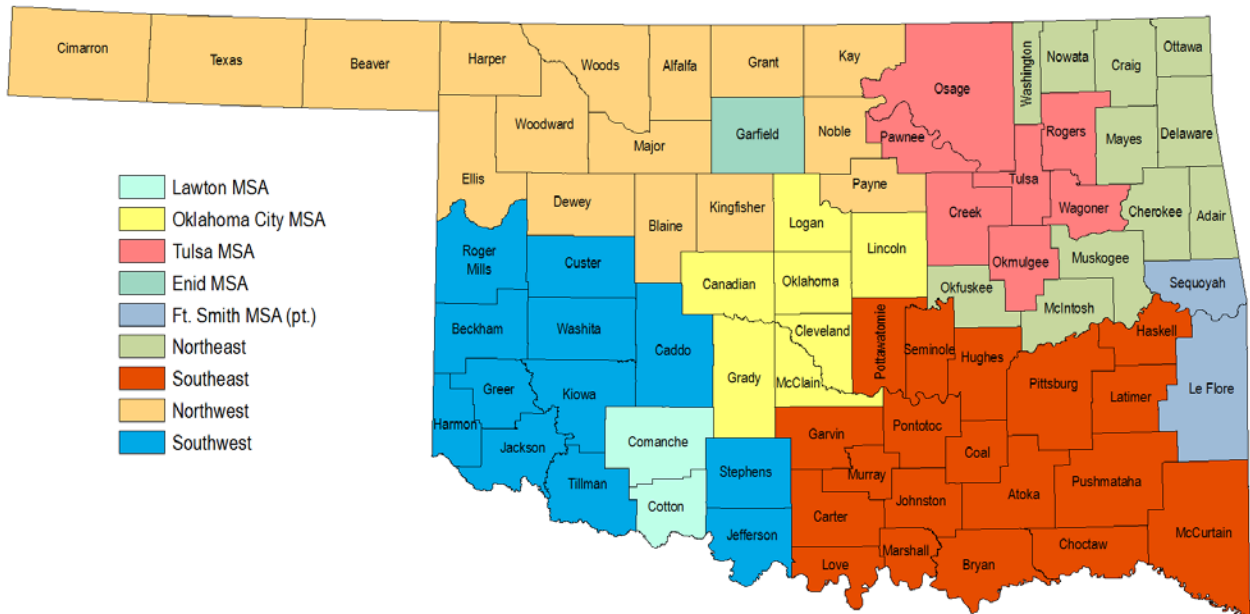 Cimarron
Texas
Beaver
Harper
Woods
Alfalfa
Grant
Kay
Osage
Washington
Nowata
Craig
Ottawa
Woodward
Major
Garfield
Noble
Pawnee
Rogers
Mayes
Delaware
Ellis
Dewey
Blaine
Kingfisher
Logan
Payne
Creek
Tulsa
Wagoner
Cherokee
Adair
Lawton MSA
Oklahoma City MSA
Tulsa MSA
Enid MSA
Ft. Smith MSA (pt.)
Northeast
Southeast
Northwest
Southwest
Roger
Mills
Custer
Canadian
Oklahoma
Lincoln
Okmulgee
Okfuskee
Muskogee
McIntosh
Sequoyah
Beckham
Washita
Caddo
Grady
Cleveland
McClain
Pottawatomie
Seminole
Hughes
Pittsburg
Haskell
Latimer
Le Flore
Harmon
Greer
Kiowa
Jackson
Tillman
Comanche
Cotton
Stephens
Jefferson
Garvin
Murray
Pontotoc
Coal
Carter
Johnston
Atoka
Pushmataha
McCurtain
Love
Marshall
Bryan
Choctaw